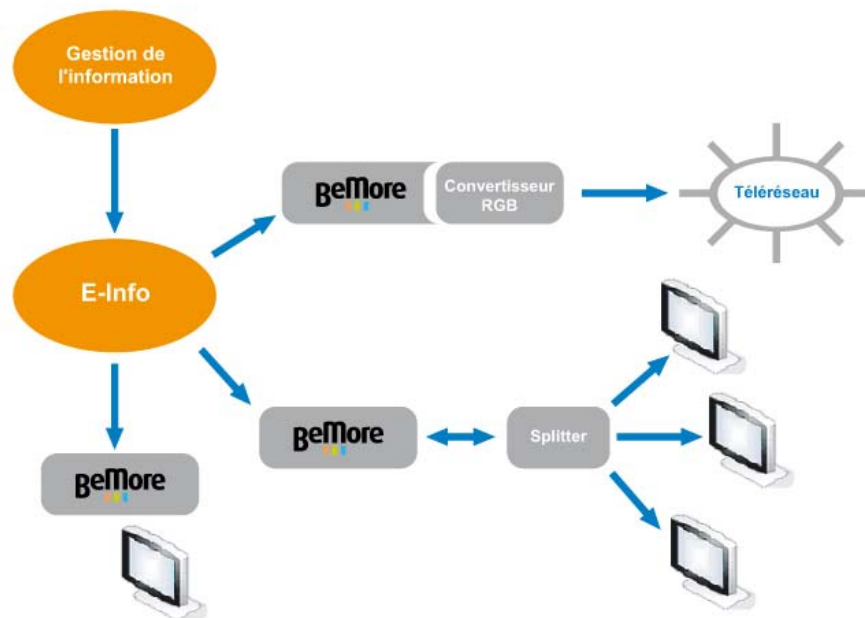 Gestion de
l'information
BeMore
Convertisseur
RGB
Téléréseau
E-Info
BeMore
Splitter
BeMore